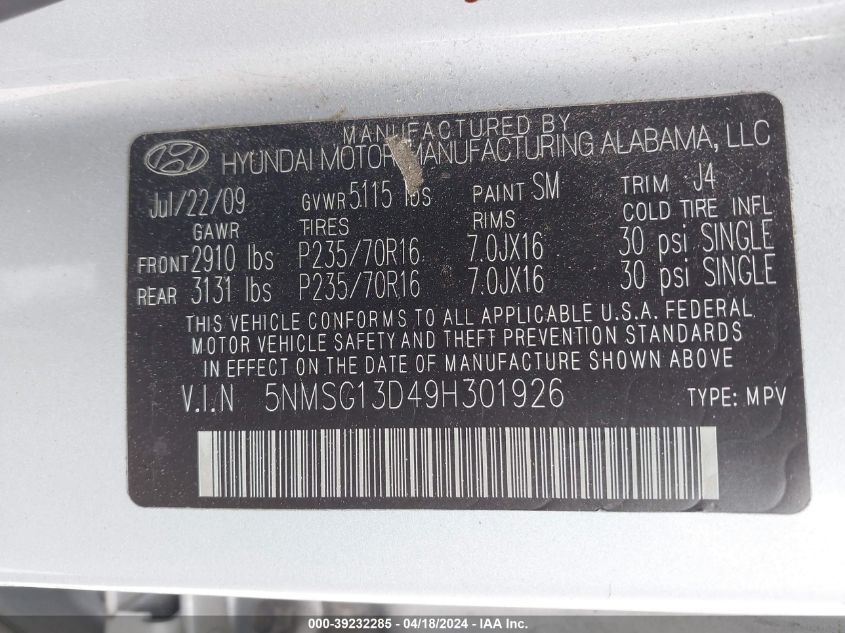 MANUFACTURED BY
HYUNDAI MOTOR MANUFACTURING ALABAMA, LLC
Jul/22/09 GVWR 5115 lbs PAINT SM TRIM J4
GAWR TIRES RIMS COLD TIRE INFL
FRONT 2910 lbs P235/70R16 7.0JX16 30 psi SINGLE
REAR 3131 lbs P235/70R16 7.0JX16 30 psi SINGLE
THIS VEHICLE CONFORMS TO ALL APPLICABLE U.S.A. FEDERAL
MOTOR VEHICLE SAFETY AND THEFT PREVENTION STANDARDS
IN EFFECT ON THE DATE OF MANUFACTURE SHOWN ABOVE.
V.I.N 5NMSG13D49H301926 TYPE: MPV
000-39232285 - 04/18/2024 - IAA Inc.